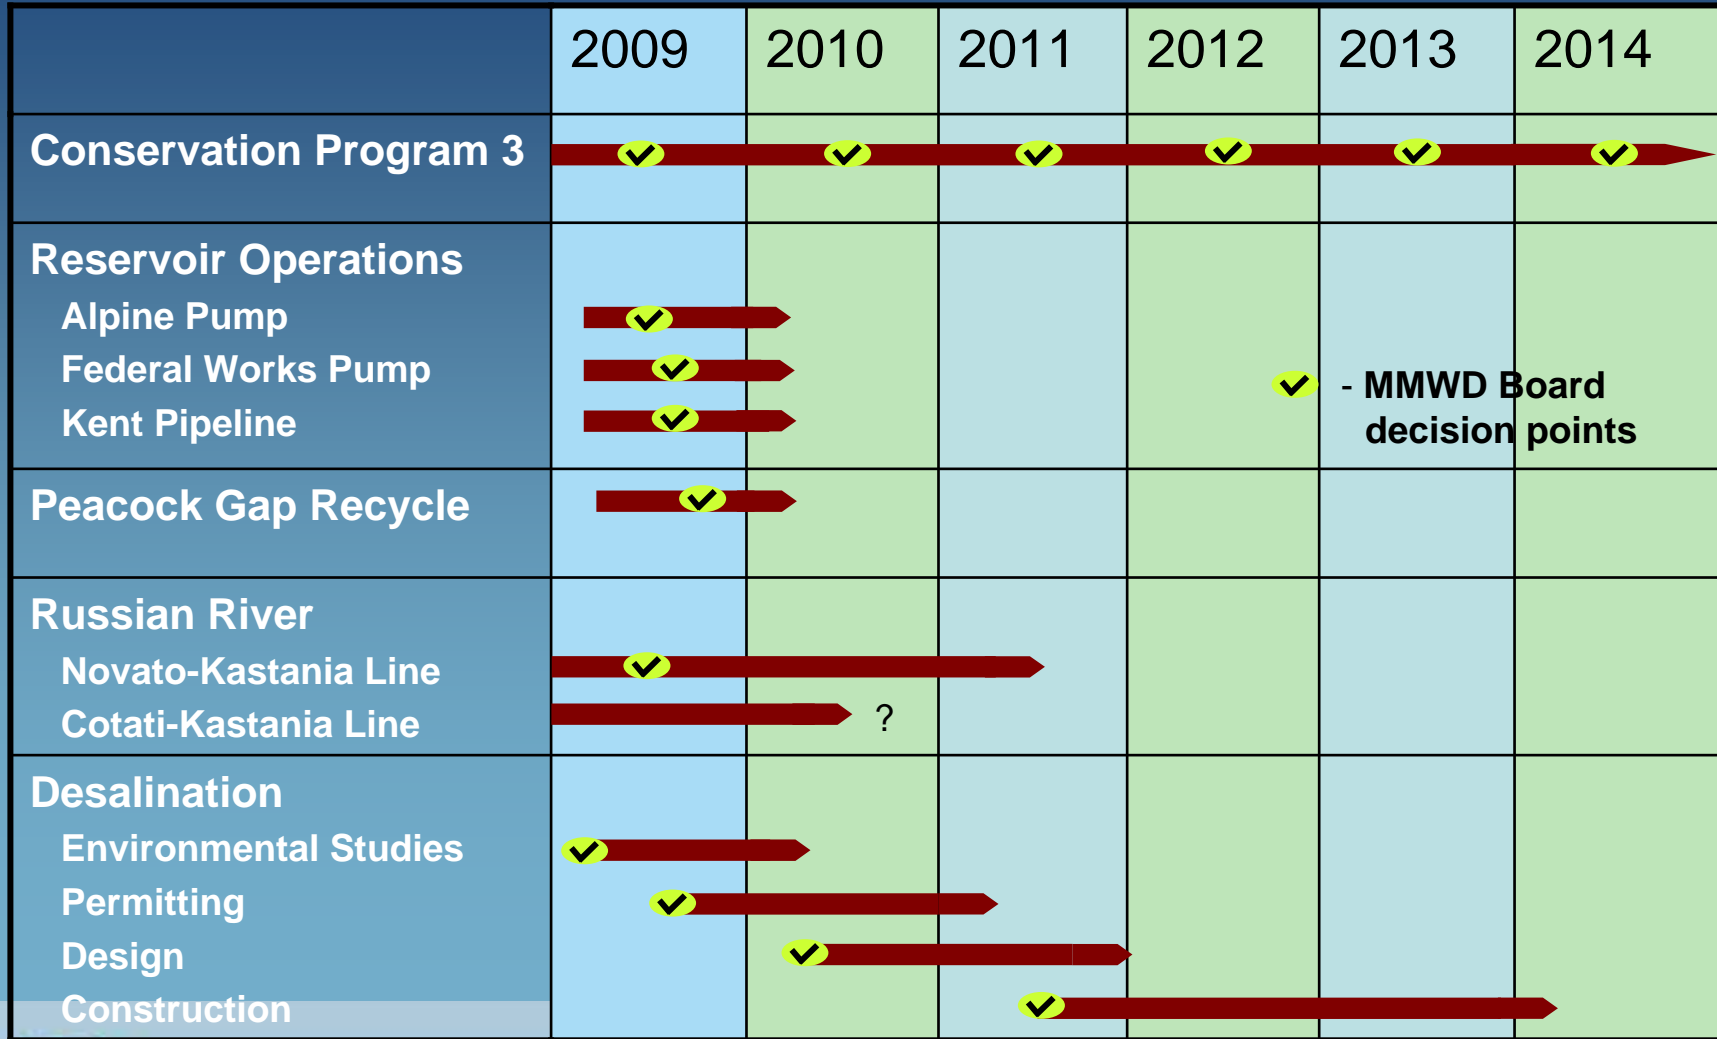 2009 2010 2011 2012 2013 2014
Conservation Program 3
Reservoir Operations
Alpine Pump
Federal Works Pump
Kent Pipeline
- MMWD Board
decision points
Peacock Gap Recycle
Russian River
Novato-Kastania Line
Cotati-Kastania Line ?
Desalination
Environmental Studies
Permitting
Design
Construction